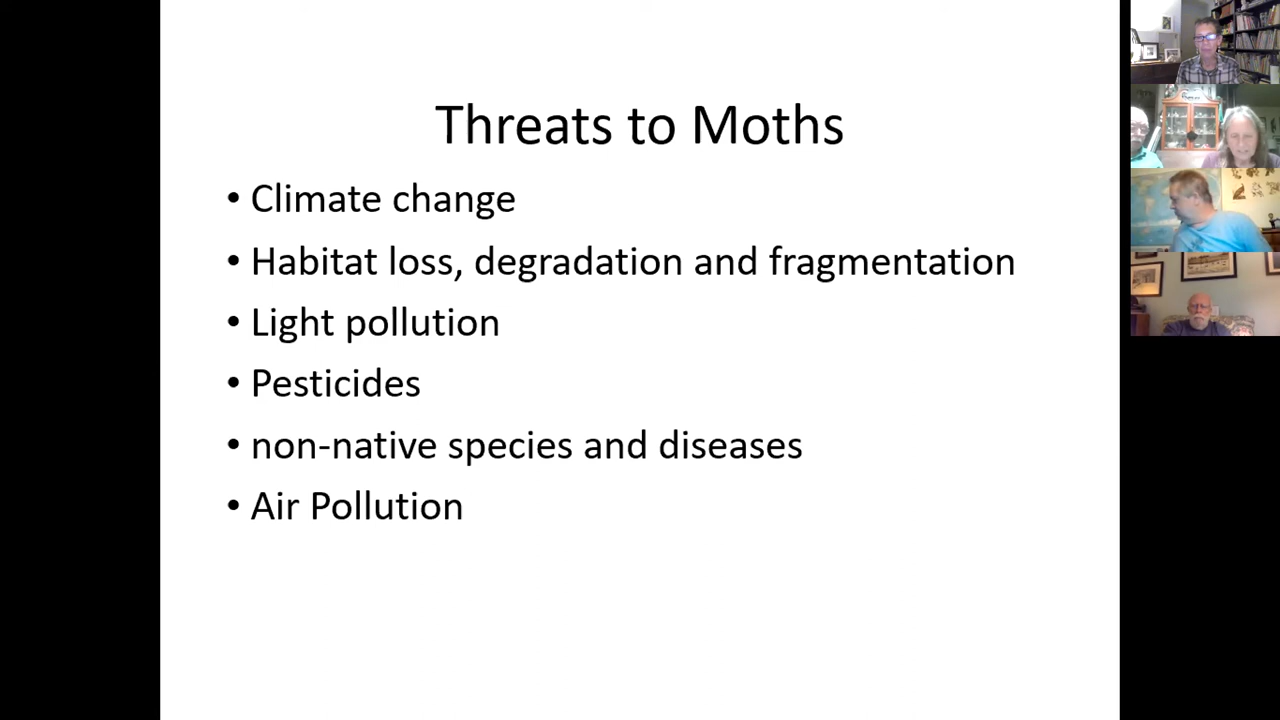 Threats to Moths
• Climate change
• Habitat loss, degradation and fragmentation
• Light pollution
• Pesticides
• non-native species and diseases
• Air Pollution